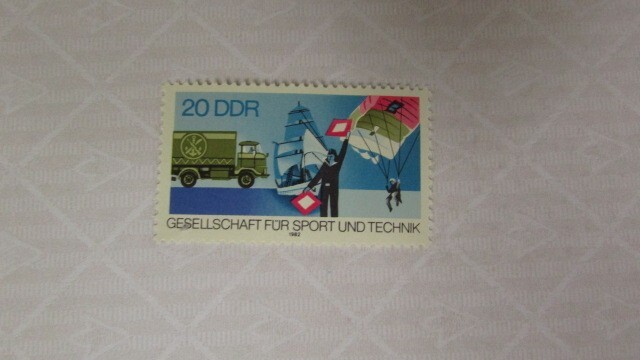 20 DDR
GESELLSCHAFT FÜR SPORT UND TECHNIK
1982